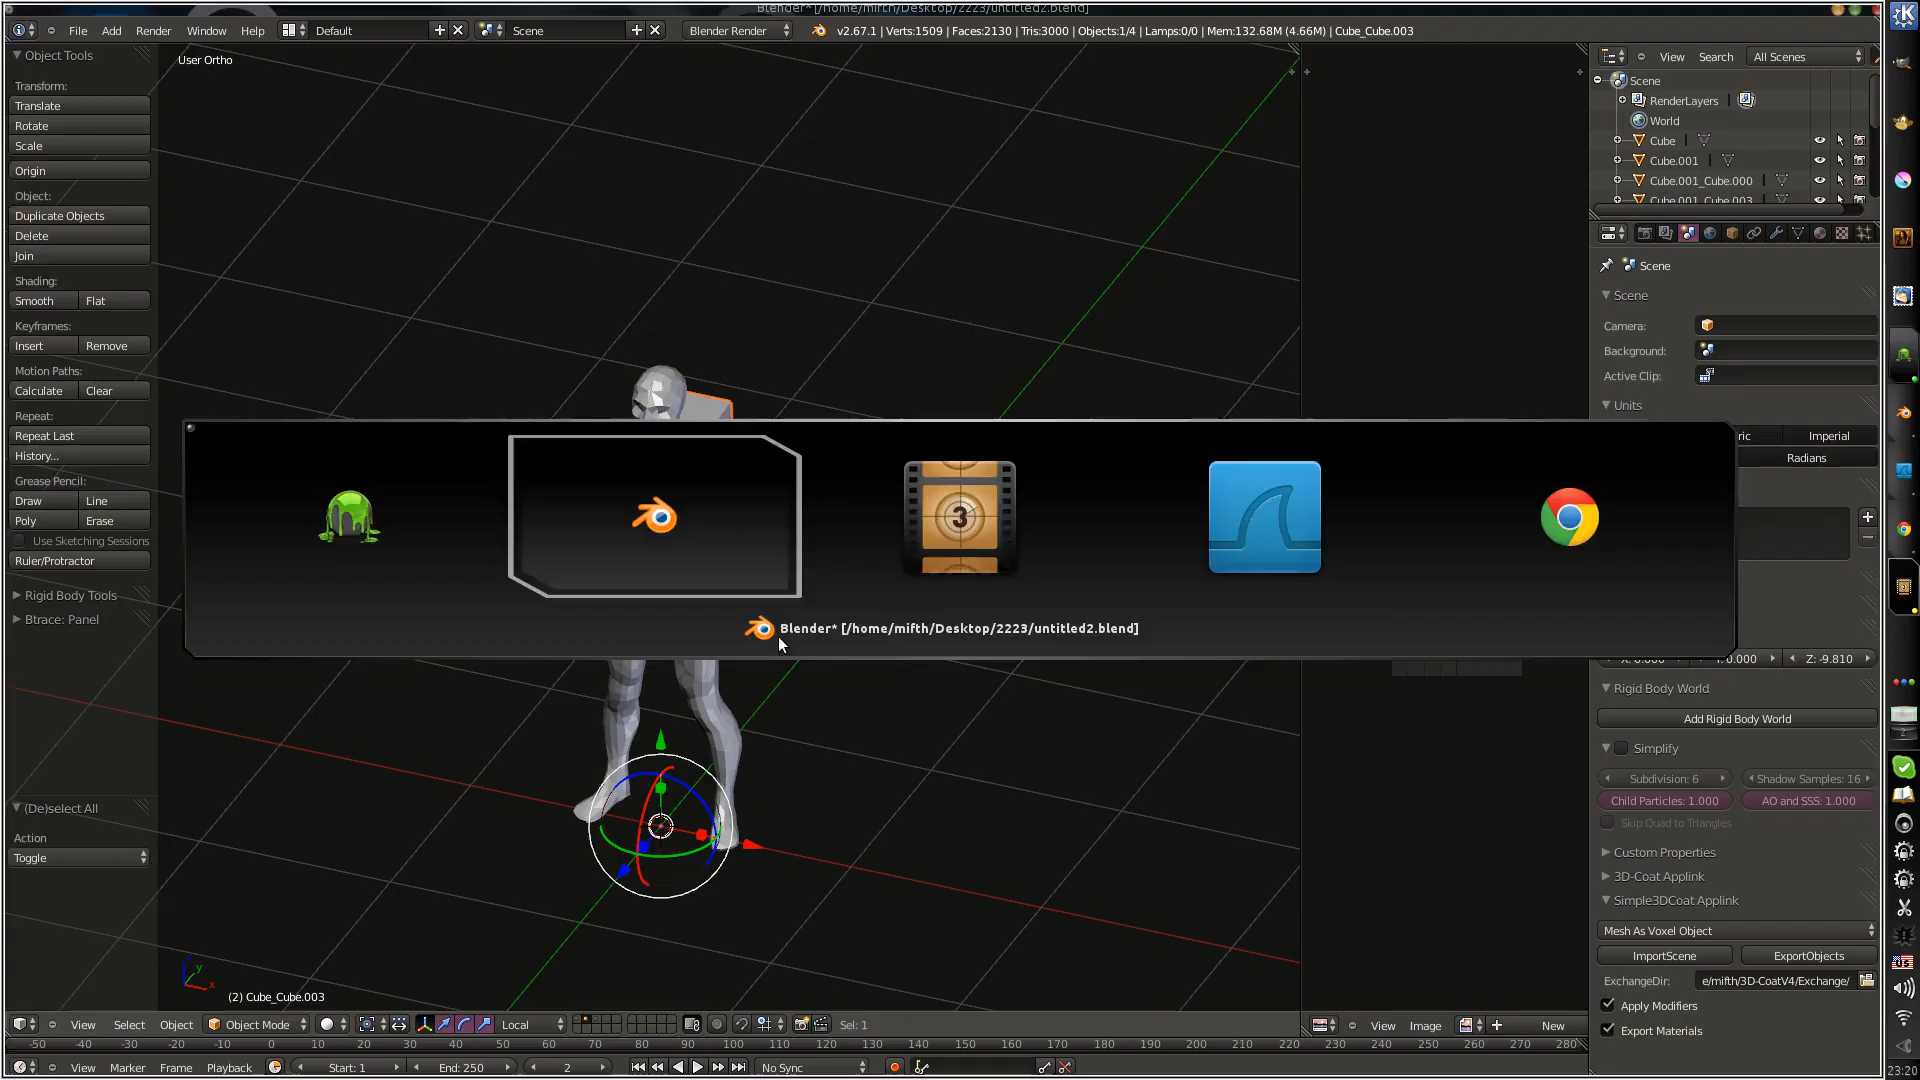 Blender* [/home/mifth/Desktop/2223/untitled2.blend]
File Add Render Window Help Default Scene Blender Render v2.67.1 | Verts:1509 | Faces:2130 | Tris:3000 | Objects:1/4 | Lamps:0/0 | Mem:132.68M (4.66M) | Cube_Cube.003
Object Tools
Transform:
Translate
Rotate
Scale
Origin
Object:
Duplicate Objects
Delete
Join
Shading:
Smooth Flat
Keyframes:
Insert Remove
Motion Paths:
Calculate Clear
Repeat:
Repeat Last
History...
Grease Pencil:
Draw Line
Poly Erase
Use Sketching Sessions
Ruler/Protractor
Rigid Body Tools
Btrace: Panel
(De)select All
Action
Toggle
User Ortho
3
Blender* [/home/mifth/Desktop/2223/untitled2.blend]
y
x
(2) Cube_Cube.003
View Search All Scenes
Scene
RenderLayers
World
Cube
Cube.001
Cube.001_Cube.000
Cube.001_Cube.003
Scene
Scene
Camera:
Background:
Active Clip:
Units
Imperial
Radians
X: 0.000 Y: 0.000 Z: -9.810
Rigid Body World
Add Rigid Body World
Simplify
Subdivision: 6 Shadow Samples: 16
Child Particles: 1.000 AO and SSS: 1.000
Skip Quad to Triangles
Custom Properties
3D-Coat Applink
Simple3DCoat Applink
Mesh As Voxel Object
ImportScene ExportObjects
ExchangeDir: e/mifth/3D-CoatV4/Exchange/
Apply Modifiers
Export Materials
View Select Object Object Mode Local Sel: 1
View Image New
-40 -30 -20 -10 0 10 20 30 40 50 60 70 80 90 100 110 120 130 140 150 160 170 180 190 200 210 220 230 240 250 260 270 280
View Marker Frame Playback Start: 1 End: 250 2 No Sync
K
2
US
23:20